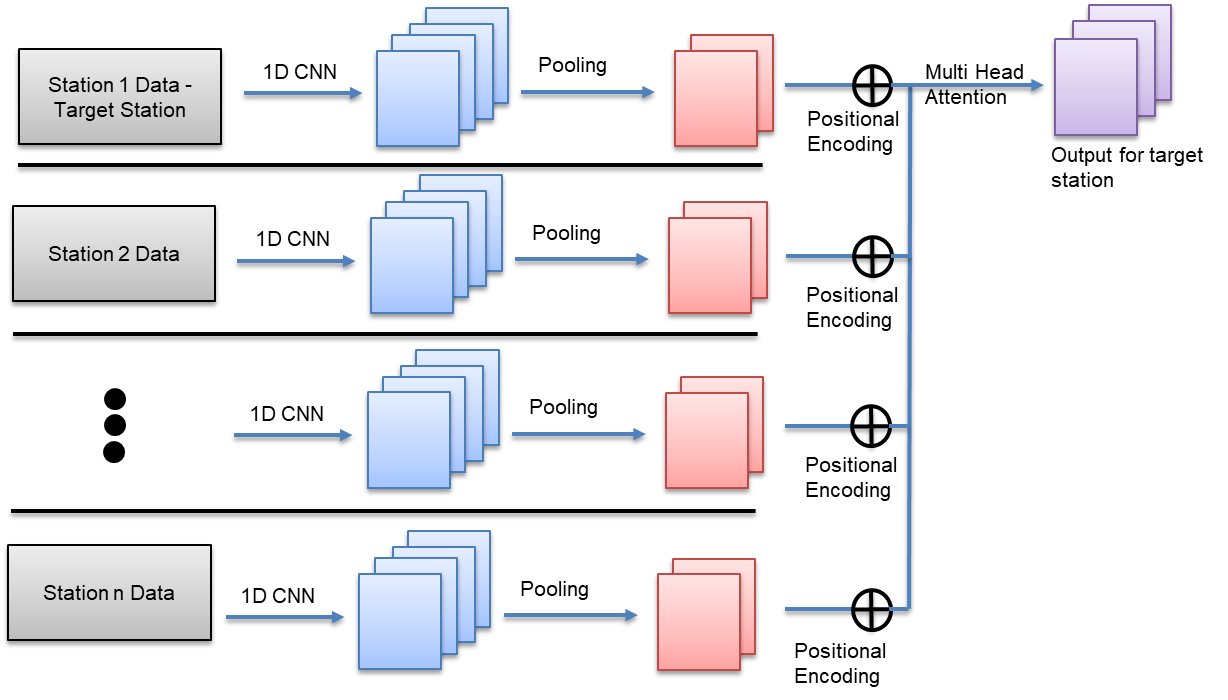 Station 1 Data -
Target Station
1D CNN
Pooling
Positional
Encoding
Multi Head
Attention
Output for target
station
Station 2 Data
1D CNN
Pooling
Positional
Encoding
1D CNN
Pooling
Positional
Encoding
Station n Data
1D CNN
Pooling
Positional
Encoding